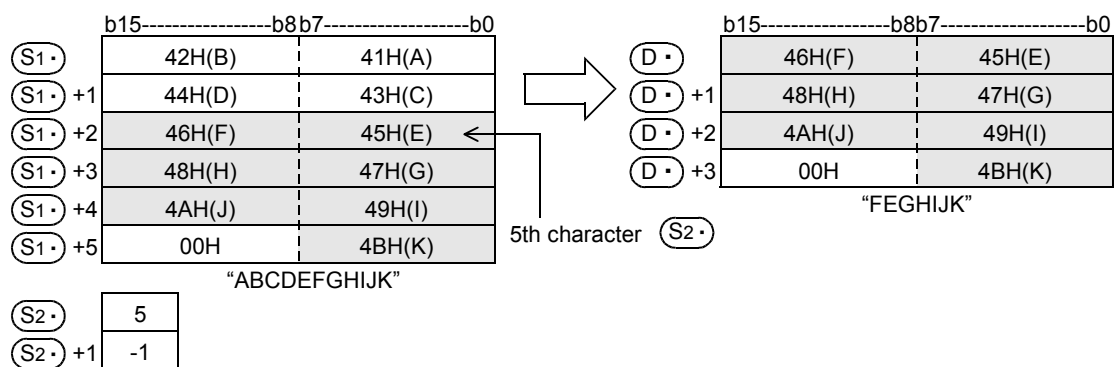 b15-----------------b8 b7--------------------b0
S1· 42H(B) 41H(A)
S1· +1 44H(D) 43H(C)
S1· +2 46H(F) 45H(E)
S1· +3 48H(H) 47H(G)
S1· +4 4AH(J) 49H(I)
S1· +5 00H 4BH(K)
“ABCDEFGHIJK”
5th character S2·
S2· 5
S2· +1 -1
b15-----------------b8b7--------------------b0
D· 46H(F) 45H(E)
D· +1 48H(H) 47H(G)
D· +2 4AH(J) 49H(I)
D· +3 00H 4BH(K)
“FEGHIJK”